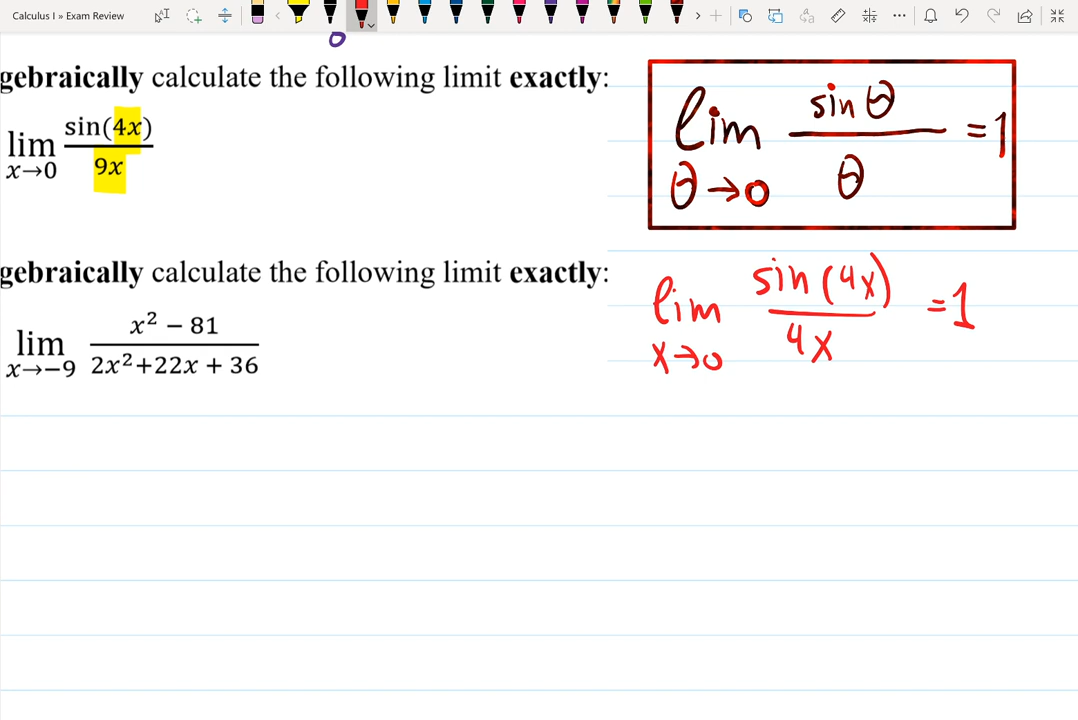 Calculus I » Exam Review
gebraically calculate the following limit exactly:
lim x→0 sin(4x) / 9x
lim θ→0 sin θ / θ = 1
gebraically calculate the following limit exactly:
lim x→−9 x² − 81 / 2x²+22x + 36
lim x→0 sin(4x) / 4x = 1